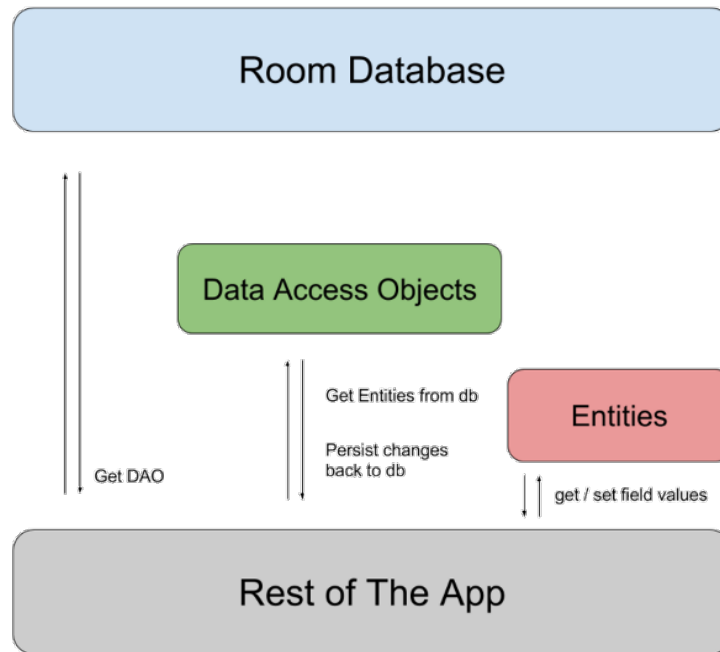 Room Database
Data Access Objects
Get Entities from db
Entities
Persist changes
back to db
Get DAO
get / set field values
Rest of The App